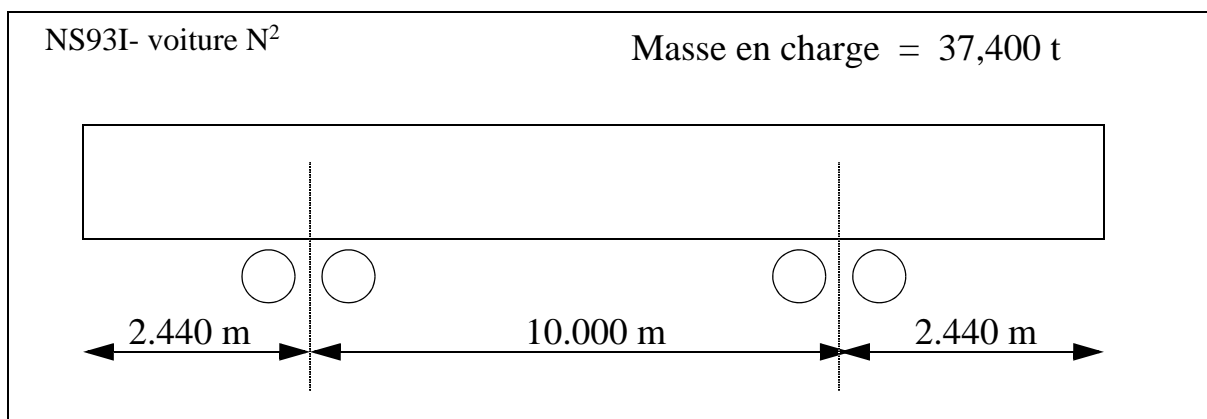 NS93I- voiture N²
Masse en charge = 37,400 t
2.440 m 10.000 m 2.440 m